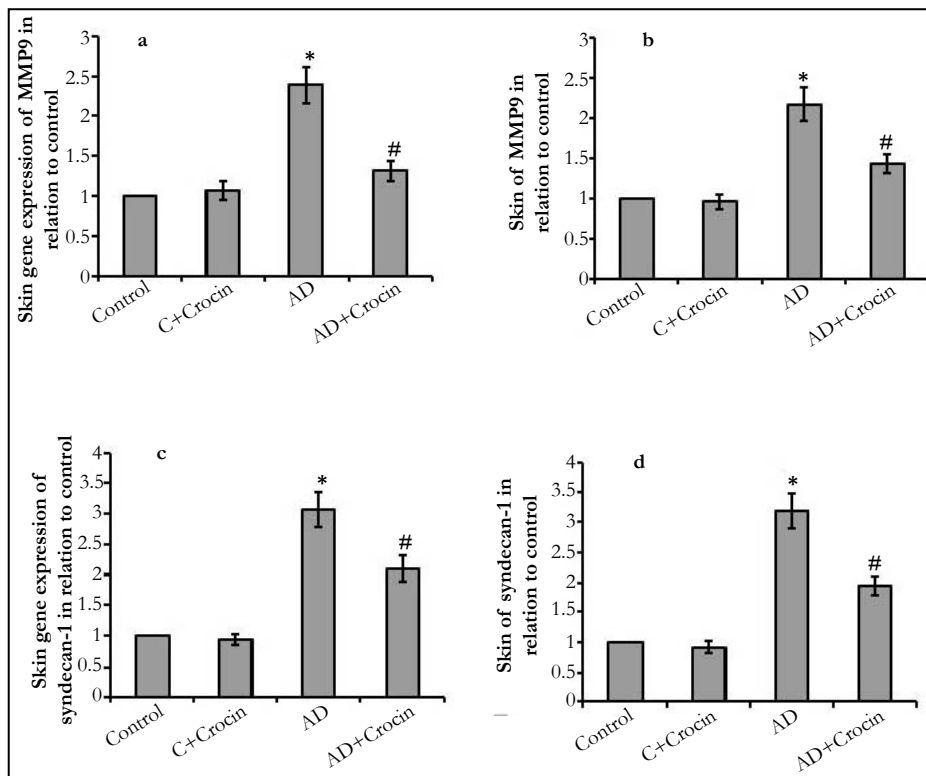 a
Skin gene expression of MMP9 in
relation to control
3
2.5
2
1.5
1
0.5
0
*
#
Control
C+Crocin
AD
AD+Crocin
b
Skin of MMP9 in
relation to control
3
2.5
2
1.5
1
0.5
0
*
#
Control
C+Crocin
AD
AD+Crocin
c
Skin gene expression of
syndecan-1 in relation to control
4
3.5
3
2.5
2
1.5
1
0.5
0
*
#
Control
C+Crocin
AD
AD+Crocin
d
Skin of syndecan-1 in
relation to control
4
3.5
3
2.5
2
1.5
1
0.5
0
*
#
Control
C+Crocin
AD
AD+Crocin